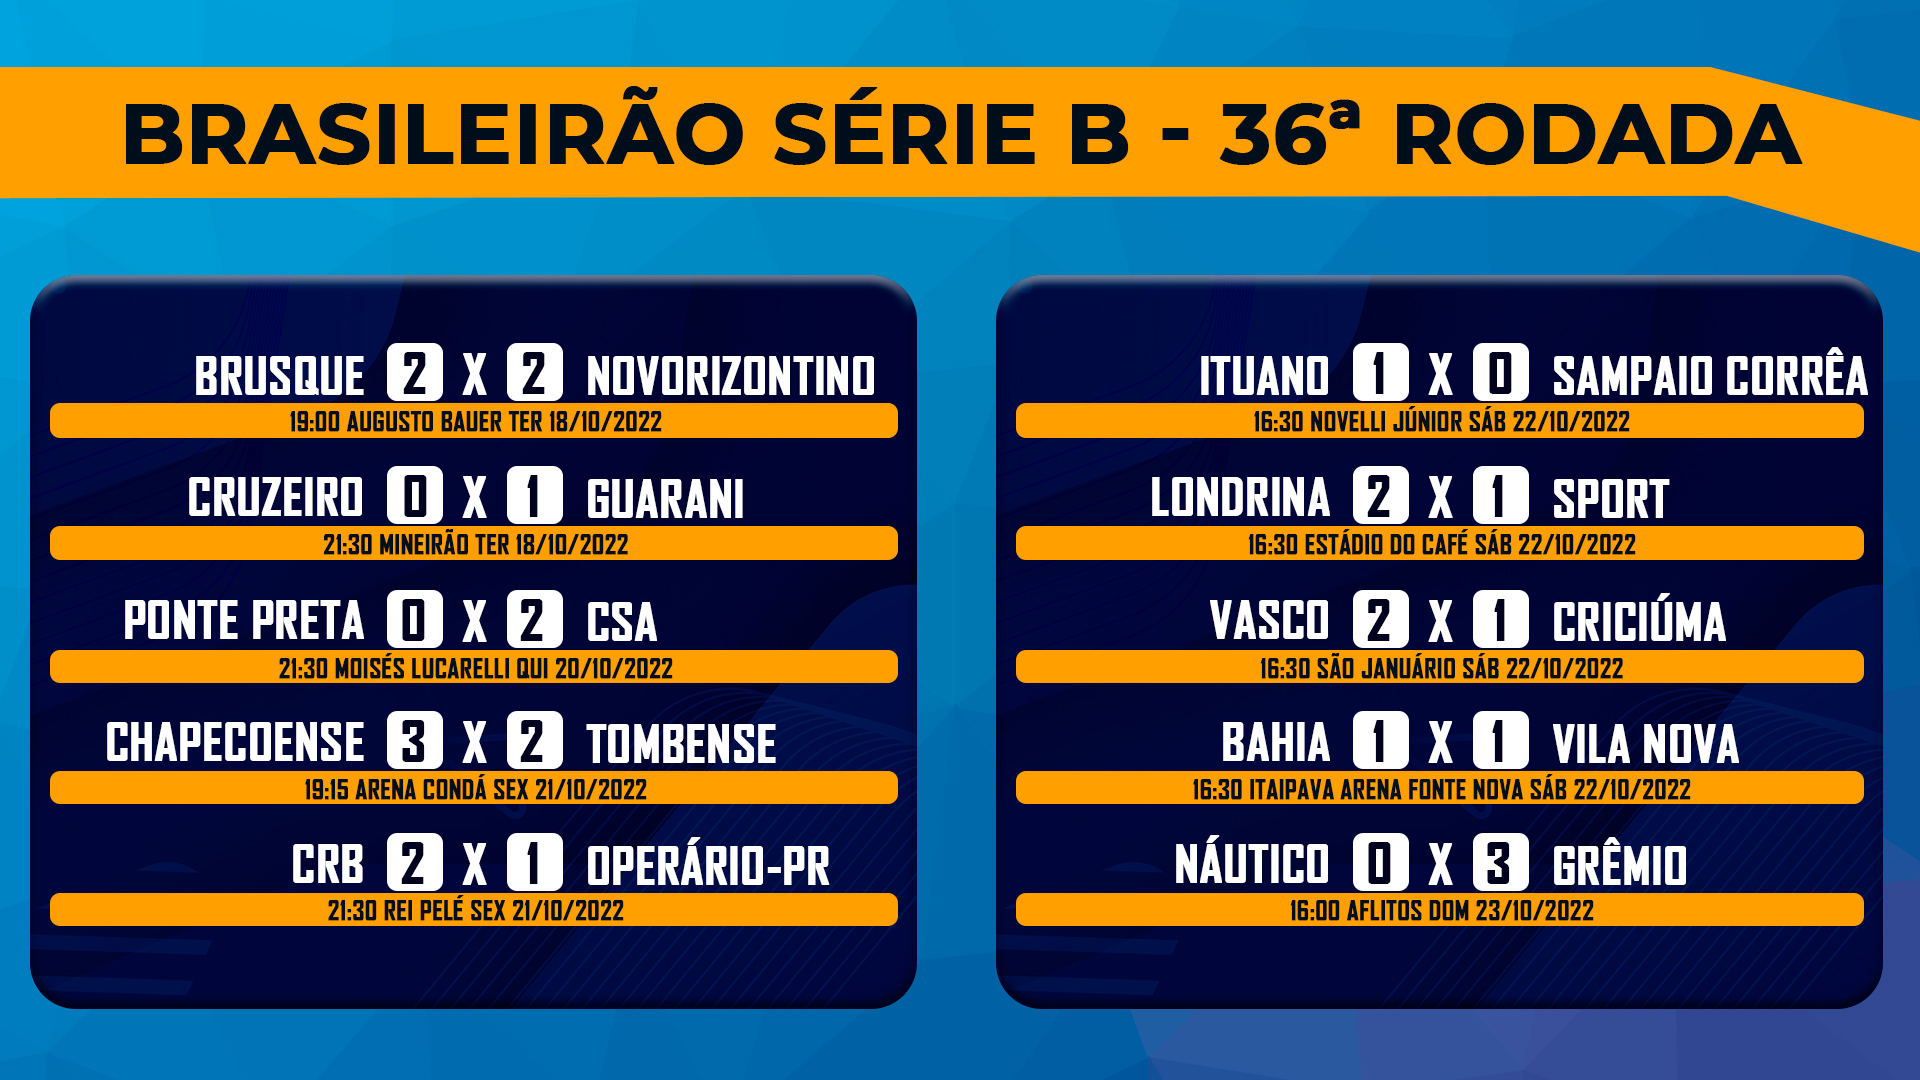 BRASILEIRÃO SÉRIE B - 36ª RODADA
BRUSQUE 2 X 2 NOVORIZONTINO
19:00 AUGUSTO BAUER TER 18/10/2022
CRUZEIRO 0 X 1 GUARANI
21:30 MINEIRÃO TER 18/10/2022
PONTE PRETA 0 X 2 CSA
21:30 MOISÉS LUCARELLI QUI 20/10/2022
CHAPECOENSE 3 X 2 TOMBENSE
19:15 ARENA CONDÁ SEX 21/10/2022
CRB 2 X 1 OPERÁRIO-PR
21:30 REI PELÉ SEX 21/10/2022
ITUANO 1 X 0 SAMPAIO CORRÊA
16:30 NOVELLI JÚNIOR SÁB 22/10/2022
LONDRINA 2 X 1 SPORT
16:30 ESTÁDIO DO CAFÉ SÁB 22/10/2022
VASCO 2 X 1 CRICIÚMA
16:30 SÃO JANUÁRIO SÁB 22/10/2022
BAHIA 1 X 1 VILA NOVA
16:30 ITAIPAVA ARENA FONTE NOVA SÁB 22/10/2022
NÁUTICO 0 X 3 GRÊMIO
16:00 AFLITOS DOM 23/10/2022